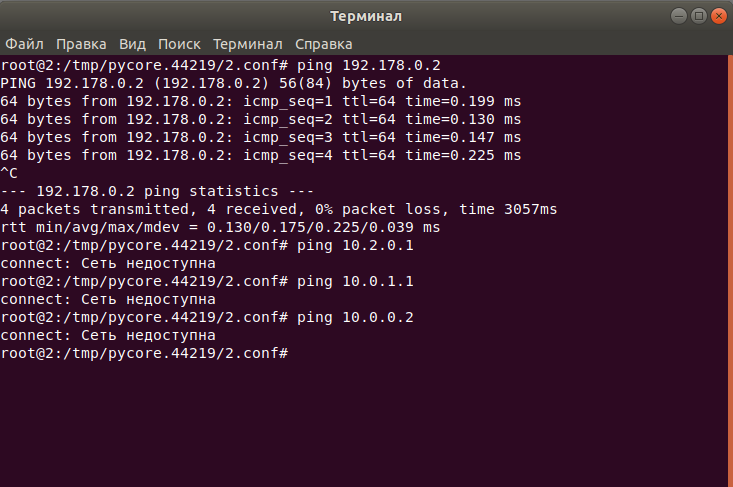 Терминал
Файл Правка Вид Поиск Терминал Справка
root@2:/tmp/pycore.44219/2.conf# ping 192.178.0.2
PING 192.178.0.2 (192.178.0.2) 56(84) bytes of data.
64 bytes from 192.178.0.2: icmp_seq=1 ttl=64 time=0.199 ms
64 bytes from 192.178.0.2: icmp_seq=2 ttl=64 time=0.130 ms
64 bytes from 192.178.0.2: icmp_seq=3 ttl=64 time=0.147 ms
64 bytes from 192.178.0.2: icmp_seq=4 ttl=64 time=0.225 ms
^C
--- 192.178.0.2 ping statistics ---
4 packets transmitted, 4 received, 0% packet loss, time 3057ms
rtt min/avg/max/mdev = 0.130/0.175/0.225/0.039 ms
root@2:/tmp/pycore.44219/2.conf# ping 10.2.0.1
connect: Сеть недоступна
root@2:/tmp/pycore.44219/2.conf# ping 10.0.1.1
connect: Сеть недоступна
root@2:/tmp/pycore.44219/2.conf# ping 10.0.0.2
connect: Сеть недоступна
root@2:/tmp/pycore.44219/2.conf#